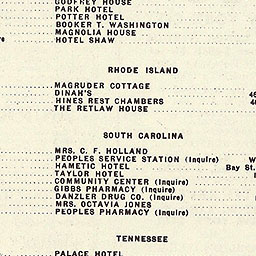 GODFREY HOUSE
PARK HOTEL
POTTER HOTEL
BOOKER T. WASHINGTON
MAGNOLIA HOUSE
HOTEL SHAW
RHODE ISLAND
MAGRUDER COTTAGE
DINAH'S
HINES REST CHAMBERS
THE RETLAW HOUSE
SOUTH CAROLINA
MRS. C. F. HOLLAND
PEOPLES SERVICE STATION (Inquire) W
HAMETIC HOTEL Bay St.
TAYLOR HOTEL
COMMUNITY CENTER (Inquire)
GIBBS PHARMACY (Inquire)
DANZLER DRUG CO. (Inquire)
MRS. OCTAVIA JONES
PEOPLES PHARMACY (Inquire)
TENNESSEE
PALACE HOTEL